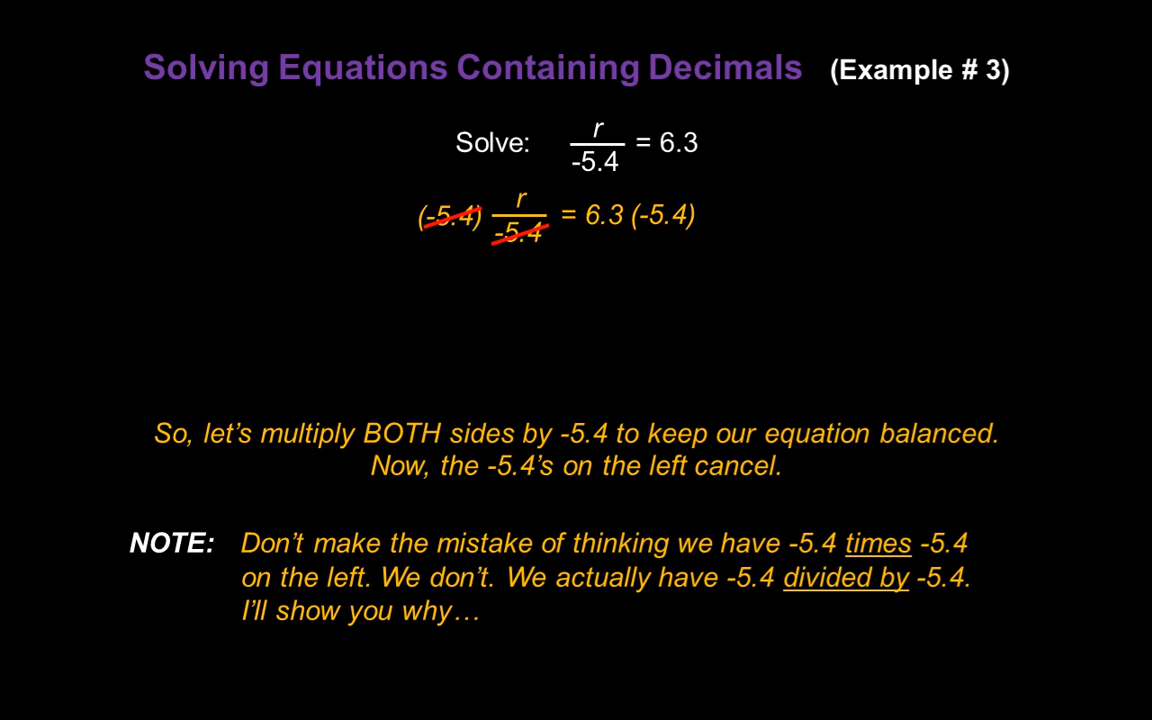 Solving Equations Containing Decimals (Example # 3)
Solve: r/-5.4 = 6.3
(-5.4) r/-5.4 = 6.3 (-5.4)
So, let’s multiply BOTH sides by -5.4 to keep our equation balanced.
Now, the -5.4’s on the left cancel.
NOTE: Don’t make the mistake of thinking we have -5.4 times -5.4
on the left. We don’t. We actually have -5.4 divided by -5.4.
I’ll show you why…